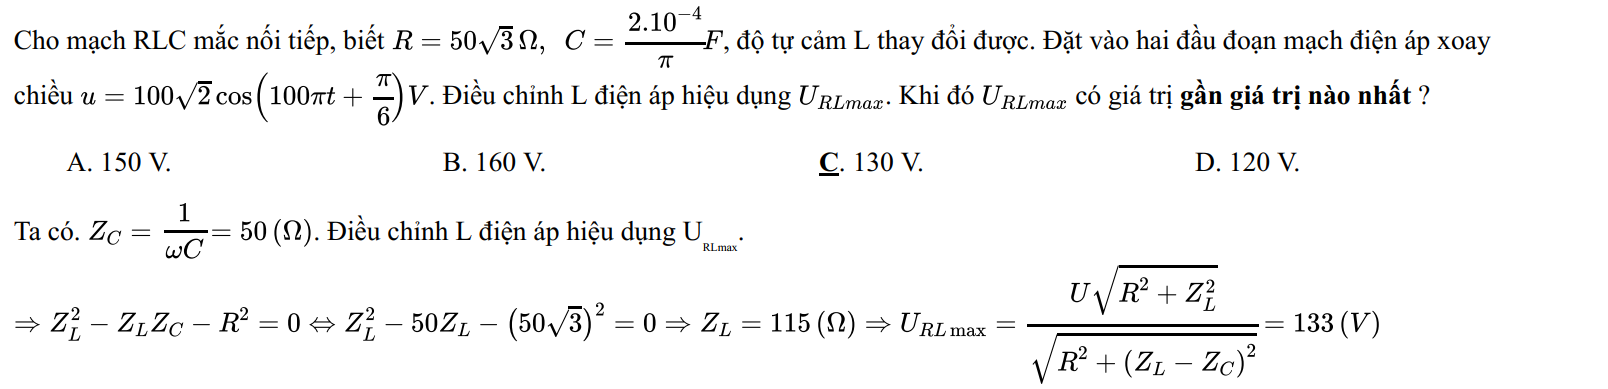 Cho mạch RLC mắc nối tiếp, biết $R = 50\sqrt{3}\,\Omega,\ \ C = \dfrac{2.10^{-4}}{\pi}F$, độ tự cảm L thay đổi được. Đặt vào hai đầu đoạn mạch điện áp xoay
chiều $u = 100\sqrt{2}\cos\left(100\pi t + \dfrac{\pi}{6}\right)V$. Điều chỉnh L điện áp hiệu dụng $U_{RLmax}$. Khi đó $U_{RLmax}$ có giá trị gần giá trị nào nhất ?
A. 150 V. B. 160 V. C. 130 V. D. 120 V.
Ta có. $Z_C = \dfrac{1}{\omega C} = 50\,(\Omega)$. Điều chỉnh L điện áp hiệu dụng $U_{RLmax}$.
$\Rightarrow Z_L^2 - Z_L Z_C - R^2 = 0 \Leftrightarrow Z_L^2 - 50Z_L - \left(50\sqrt{3}\right)^2 = 0 \Rightarrow Z_L = 115\,(\Omega) \Rightarrow U_{RL\,max} = \dfrac{U\sqrt{R^2 + Z_L^2}}{\sqrt{R^2 + (Z_L - Z_C)^2}} = 133\,(V)$